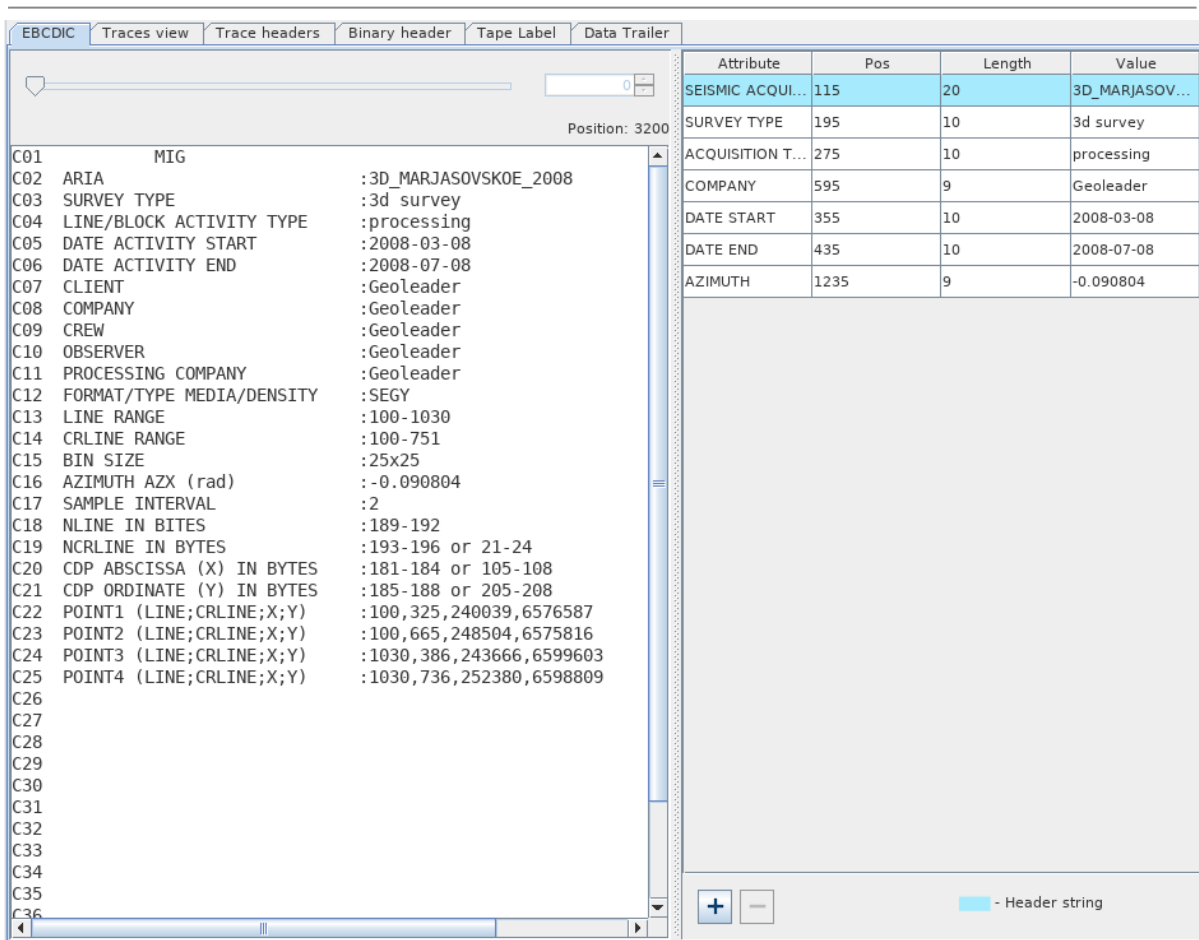 EBCDIC Traces view Trace headers Binary header Tape Label Data Trailer
0
Position: 3200
C01 MIG
C02 ARIA :3D_MARJASOVSKOE_2008
C03 SURVEY TYPE :3d survey
C04 LINE/BLOCK ACTIVITY TYPE :processing
C05 DATE ACTIVITY START :2008-03-08
C06 DATE ACTIVITY END :2008-07-08
C07 CLIENT :Geoleader
C08 COMPANY :Geoleader
C09 CREW :Geoleader
C10 OBSERVER :Geoleader
C11 PROCESSING COMPANY :Geoleader
C12 FORMAT/TYPE MEDIA/DENSITY :SEGY
C13 LINE RANGE :100-1030
C14 CRLINE RANGE :100-751
C15 BIN SIZE :25x25
C16 AZIMUTH AZX (rad) :-0.090804
C17 SAMPLE INTERVAL :2
C18 NLINE IN BITES :189-192
C19 NCRLINE IN BYTES :193-196 or 21-24
C20 CDP ABSCISSA (X) IN BYTES :181-184 or 105-108
C21 CDP ORDINATE (Y) IN BYTES :185-188 or 205-208
C22 POINT1 (LINE;CRLINE;X;Y) :100,325,240039,6576587
C23 POINT2 (LINE;CRLINE;X;Y) :100,665,248504,6575816
C24 POINT3 (LINE;CRLINE;X;Y) :1030,386,243666,6599603
C25 POINT4 (LINE;CRLINE;X;Y) :1030,736,252380,6598809
C26
C27
C28
C29
C30
C31
C32
C33
C34
C35
C36
Attribute Pos Length Value
SEISMIC ACQUI... 115 20 3D_MARJASOV...
SURVEY TYPE 195 10 3d survey
ACQUISITION T... 275 10 processing
COMPANY 595 9 Geoleader
DATE START 355 10 2008-03-08
DATE END 435 10 2008-07-08
AZIMUTH 1235 9 -0.090804
+ − - Header string